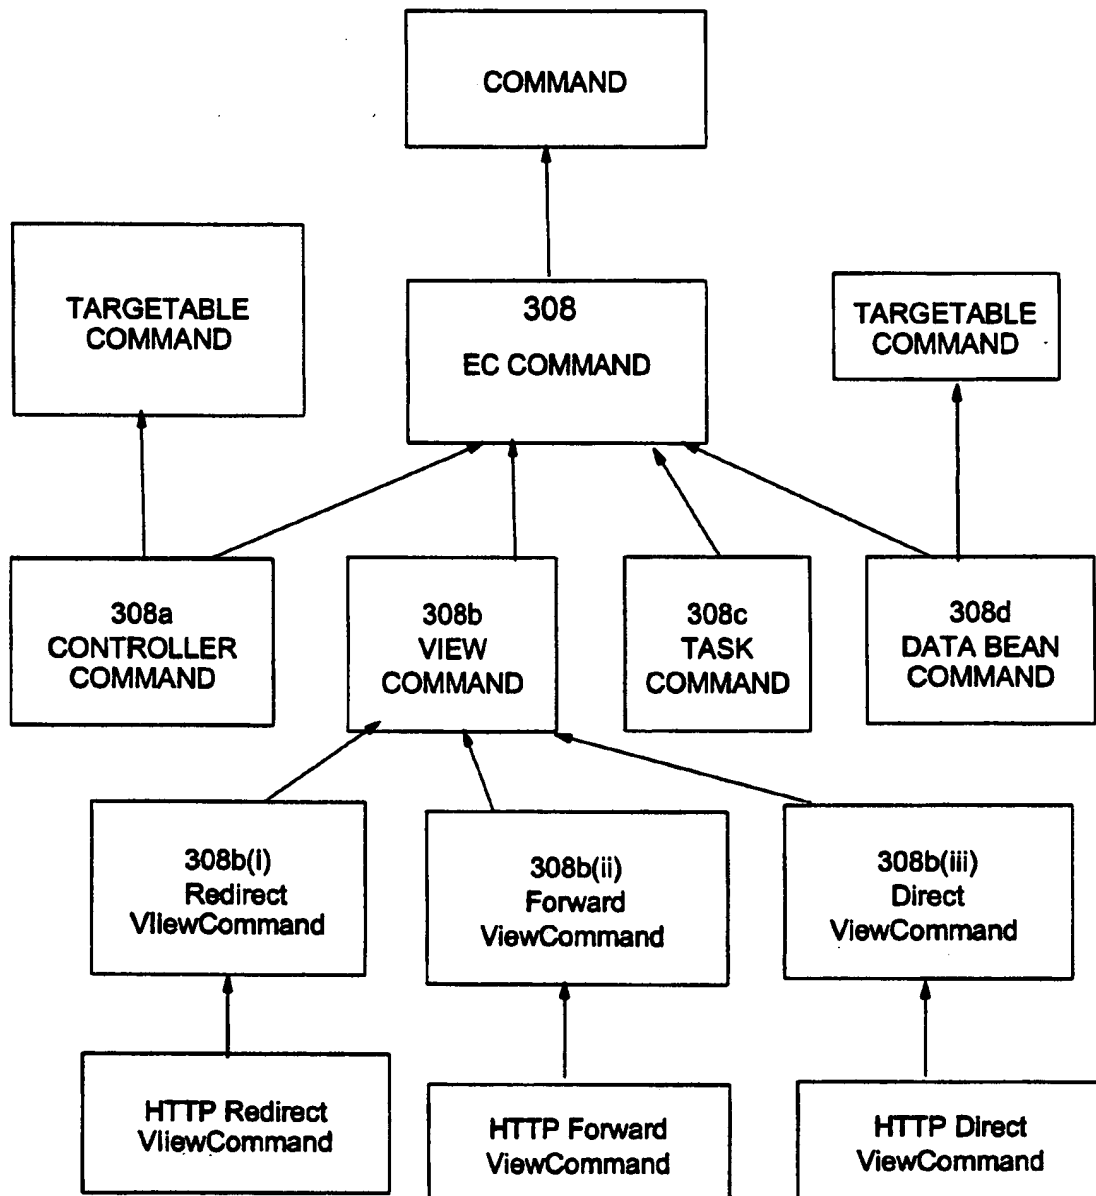 COMMAND
TARGETABLE
COMMAND
308
EC COMMAND
TARGETABLE
COMMAND
308a
CONTROLLER
COMMAND
308b
VIEW
COMMAND
308c
TASK
COMMAND
308d
DATA BEAN
COMMAND
308b(i)
Redirect
VIiewCommand
308b(ii)
Forward
ViewCommand
308b(iii)
Direct
ViewCommand
HTTP Redirect
VIiewCommand
HTTP Forward
ViewCommand
HTTP Direct
ViewCommand